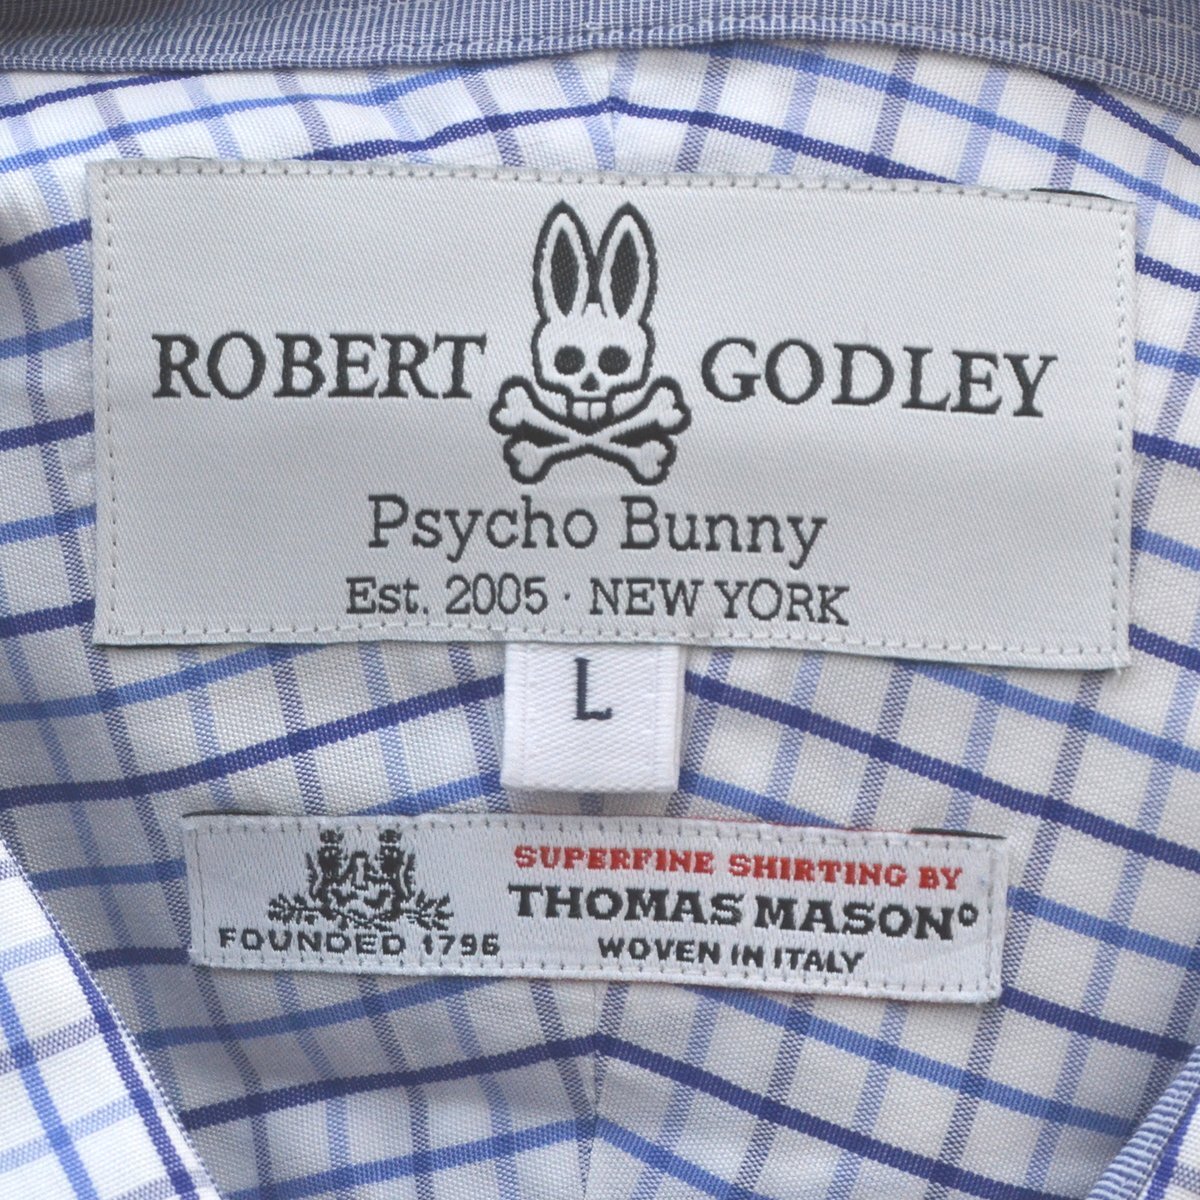 ROBERT GODLEY
Psycho Bunny
Est. 2005 · NEW YORK
L
SUPERFINE SHIRTING BY
THOMAS MASON®
WOVEN IN ITALY
FOUNDED 1796